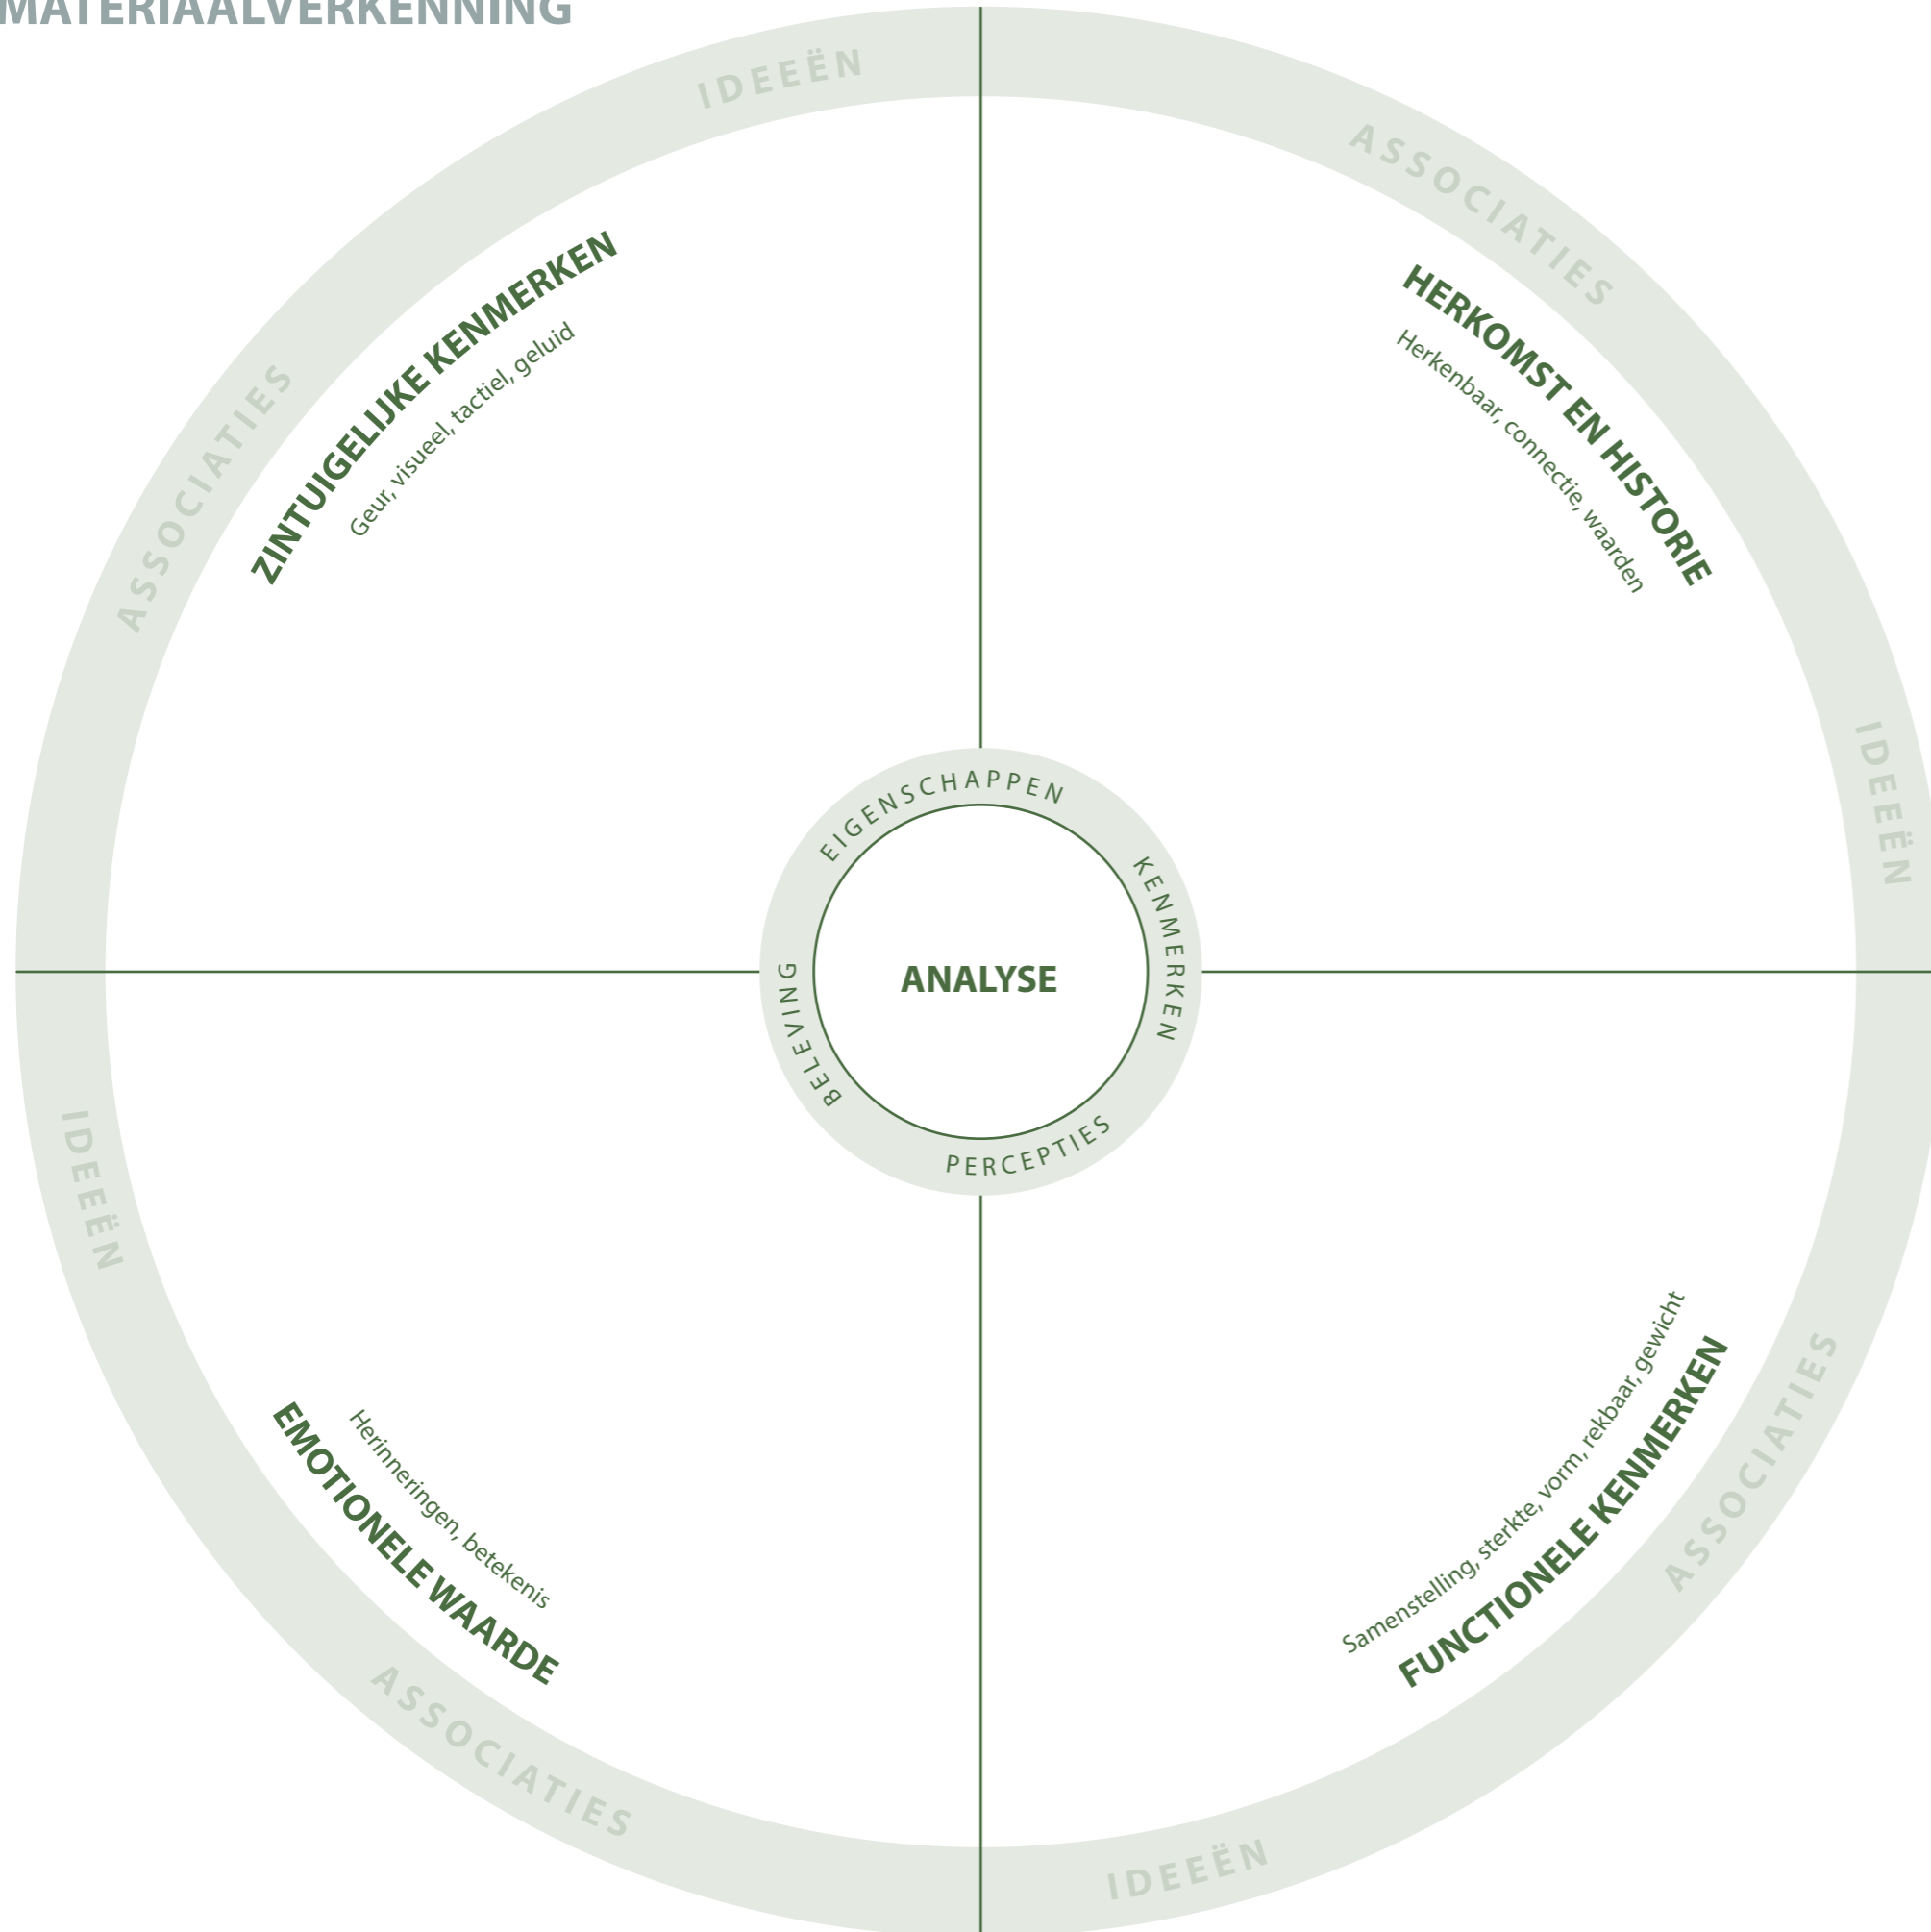 MATERIAALVERKENNING
IDEEËN
ASSOCIATIES
ZINTUIGELIJKE KENMERKEN
Geur, visueel, tactiel, geluid
ASSOCIATIES
HERKOMST EN HISTORIE
Herkenbaar, connectie, waarden
IDEEËN
EIGENSCHAPPEN
KENMERKEN
ANALYSE
BELEVING
PERCEPTIES
IDEEËN
Herinneringen, betekenis
EMOTIONELE WAARDE
ASSOCIATIES
Samenstelling, sterkte, vorm, rekbaar, gewicht
FUNCTIONELE KENMERKEN
ASSOCIATIES
IDEEËN